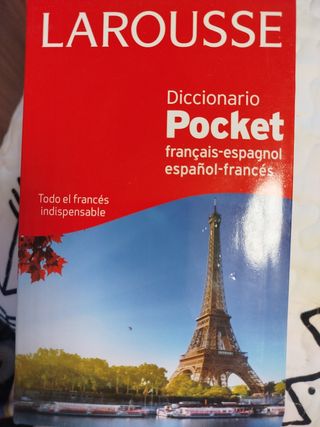 LAROUSSE
Diccionario
Pocket
français-espagnol
español-francés
Todo el francés
indispensable